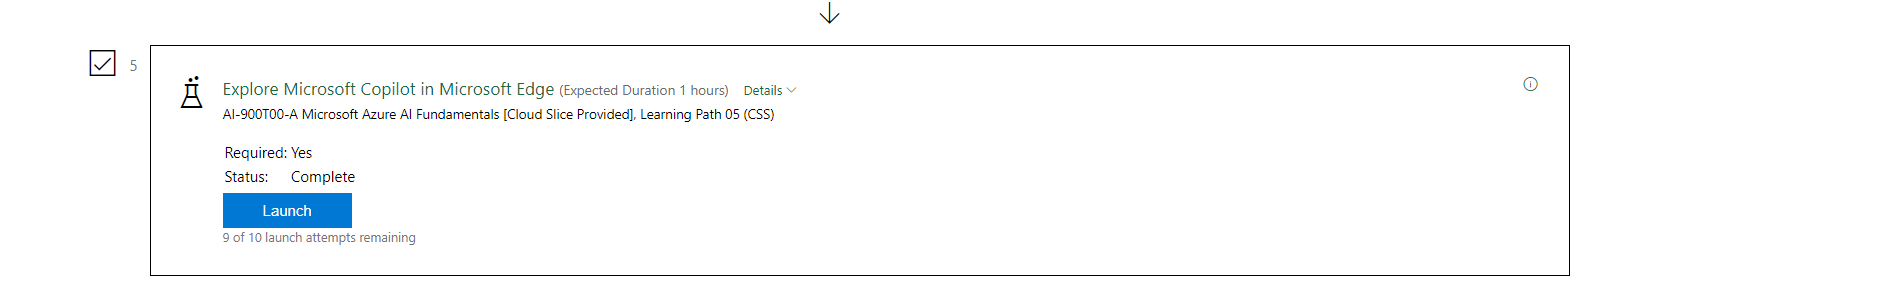 5
Explore Microsoft Copilot in Microsoft Edge (Expected Duration 1 hours) Details
AI-900T00-A Microsoft Azure AI Fundamentals [Cloud Slice Provided], Learning Path 05 (CSS)
Required: Yes
Status: Complete
Launch
9 of 10 launch attempts remaining